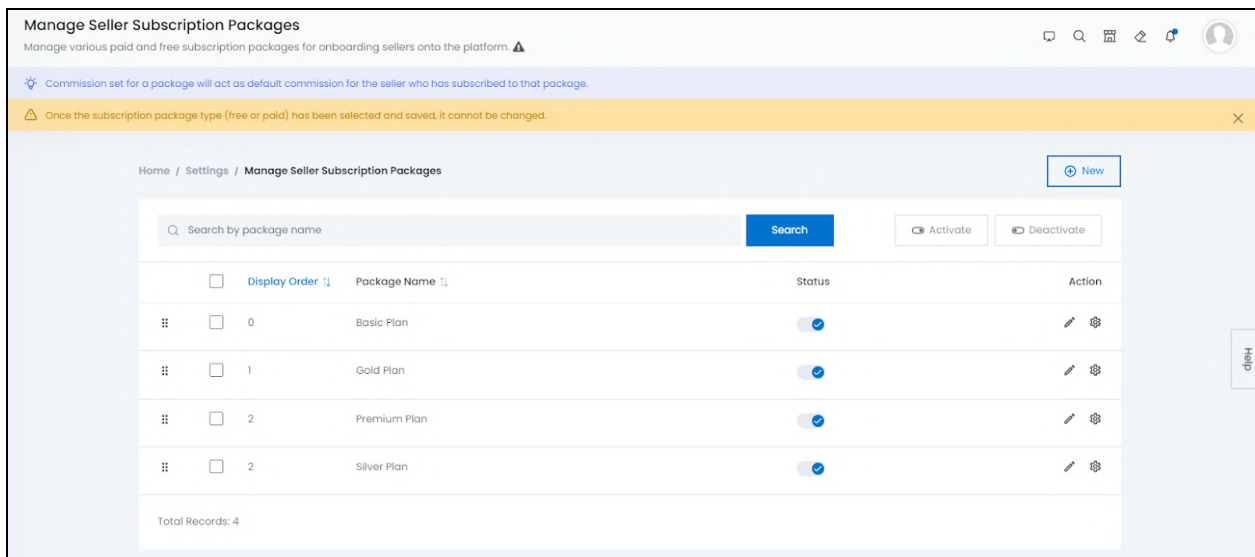 Manage Seller Subscription Packages
Manage various paid and free subscription packages for onboarding sellers onto the platform.
Commission set for a package will act as default commission for the seller who has subscribed to that package.
Once the subscription package type (free or paid) has been selected and saved, it cannot be changed.
Home / Settings / Manage Seller Subscription Packages
New
Search by package name
Search
Activate
Deactivate
Display Order Package Name Status Action
0 Basic Plan
1 Gold Plan
2 Premium Plan
2 Silver Plan
Total Records: 4
Help